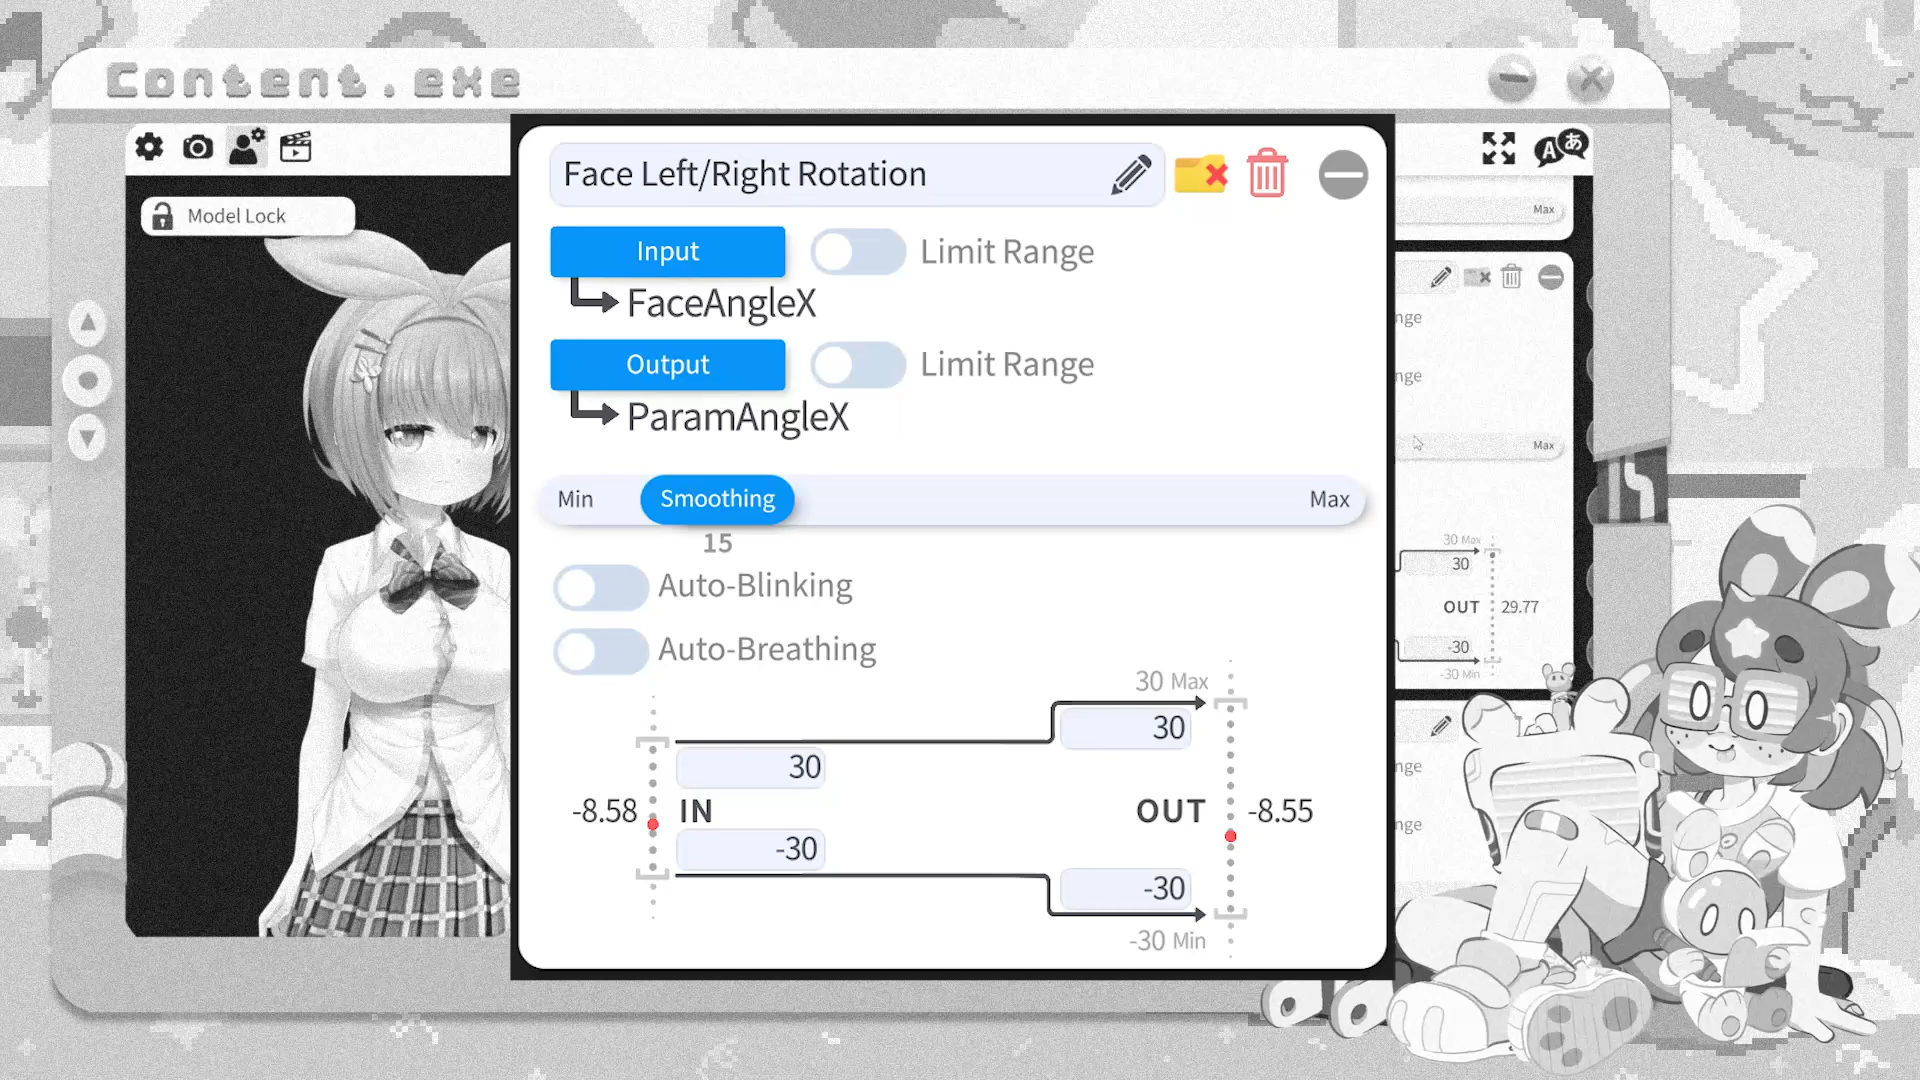 Content.exe
Model Lock
Face Left/Right Rotation
Input
Limit Range
FaceAngleX
Output
Limit Range
ParamAngleX
Min
Smoothing
Max
15
Auto-Blinking
Auto-Breathing
30 Max
30
30
-8.58
IN
OUT
-8.55
-30
-30
-30 Min
A あ
Max
nge
nge
Max
30 Max
30
OUT
29.77
-30
-30 Min
nge
nge